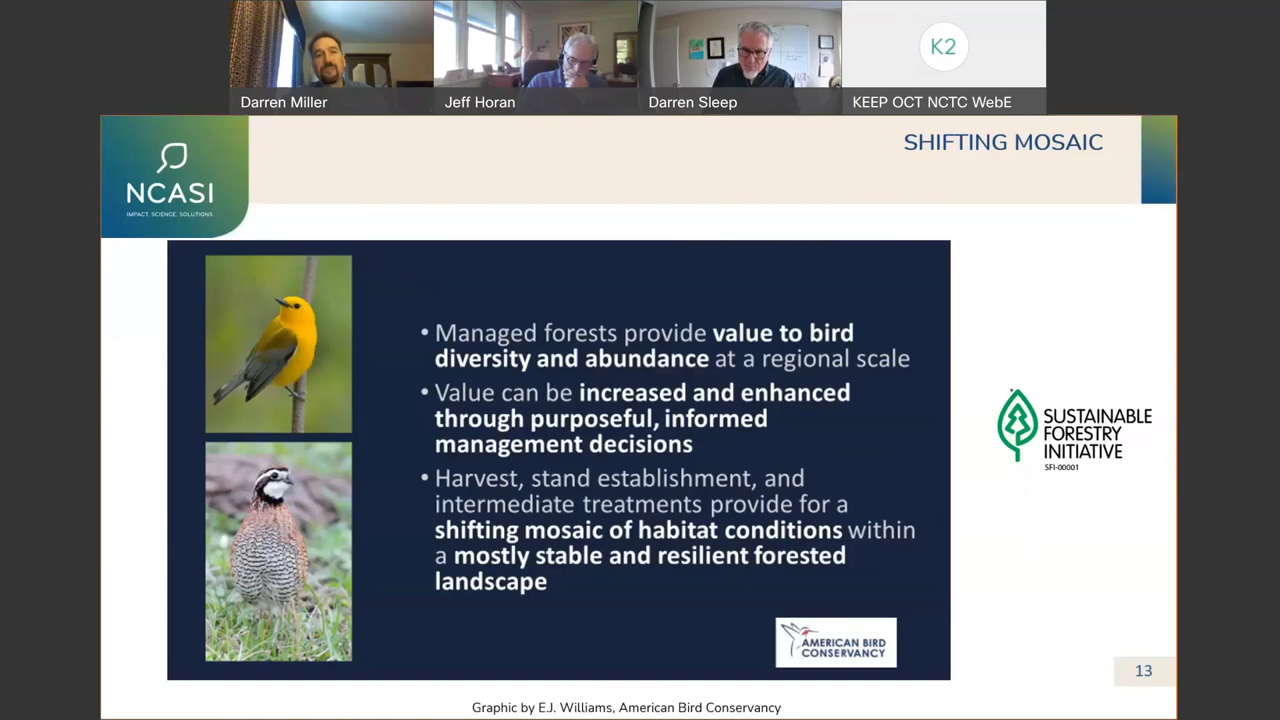 Darren Miller
Jeff Horan
Darren Sleep
K2
KEEP OCT NCTC WebE
SHIFTING MOSAIC
NCASI
IMPACT. SCIENCE. SOLUTIONS.
• Managed forests provide value to bird
diversity and abundance at a regional scale
• Value can be increased and enhanced
through purposeful, informed
management decisions
• Harvest, stand establishment, and
intermediate treatments provide for a
shifting mosaic of habitat conditions within
a mostly stable and resilient forested
landscape
SUSTAINABLE
FORESTRY
INITIATIVE
SFI-00001
AMERICAN BIRD
CONSERVANCY
13
Graphic by E.J. Williams, American Bird Conservancy